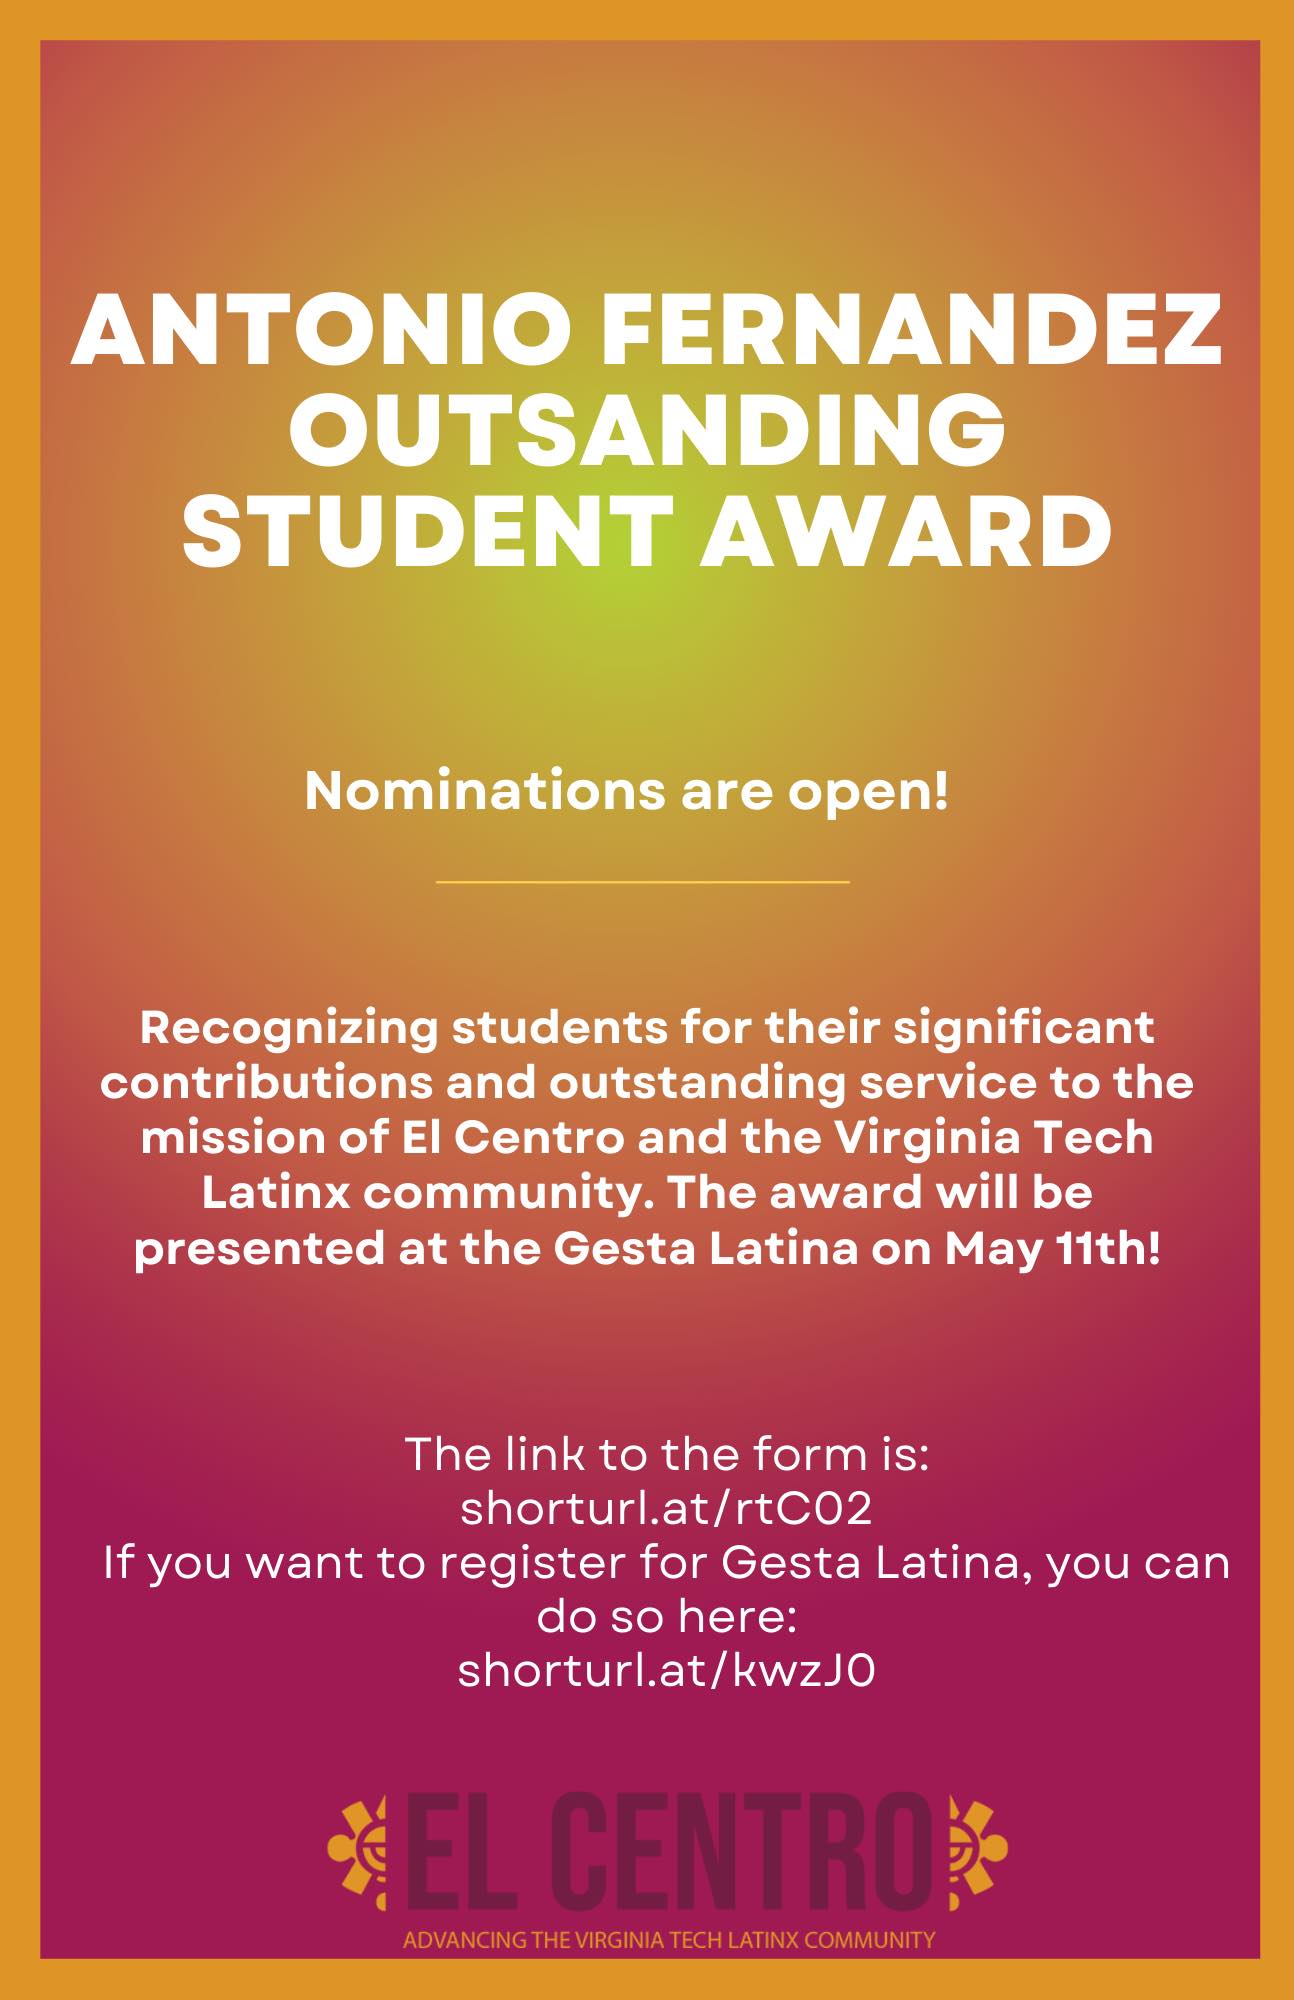 ANTONIO FERNANDEZ
OUTSANDING
STUDENT AWARD
Nominations are open!
Recognizing students for their significant
contributions and outstanding service to the
mission of El Centro and the Virginia Tech
Latinx community. The award will be
presented at the Gesta Latina on May 11th!
The link to the form is:
shorturl.at/rtC02
If you want to register for Gesta Latina, you can
do so here:
shorturl.at/kwzJ0
EL CENTRO
ADVANCING THE VIRGINIA TECH LATINX COMMUNITY